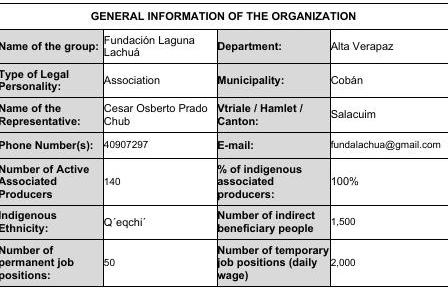 GENERAL INFORMATION OF THE ORGANIZATION
Name of the group:
Fundación Laguna
Lachuá
Department:
Alta Verapaz
Type of Legal
Personality:
Association
Municipality:
Cobán
Name of the
Representative:
Cesar Osberto Prado
Chub
Vtriale / Hamlet /
Canton:
Salacuim
Phone Number(s):
40907297
E-mail:
fundalachua@gmail.com
Number of Active
Associated
Producers
140
% of indigenous
associated
producers:
100%
Indigenous
Ethnicity:
Q´eqchi´
Number of indirect
beneficiary people
1,500
Number of
permanent job
positions:
50
Number of temporary
job positions (daily
wage)
2,000